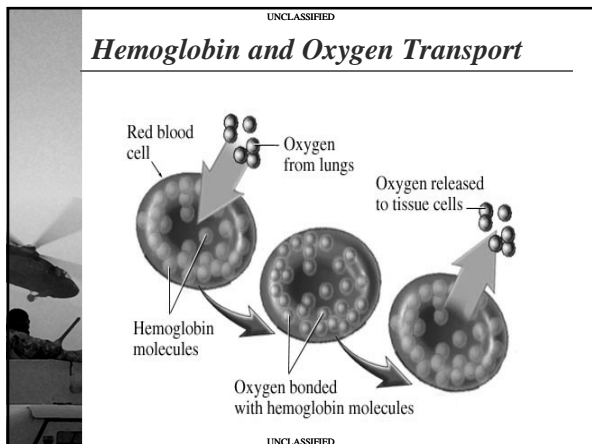 UNCLASSIFIED
Hemoglobin and Oxygen Transport
Red blood
cell
Oxygen
from lungs
Oxygen released
to tissue cells
Hemoglobin
molecules
Oxygen bonded
with hemoglobin molecules
UNCLASSIFIED